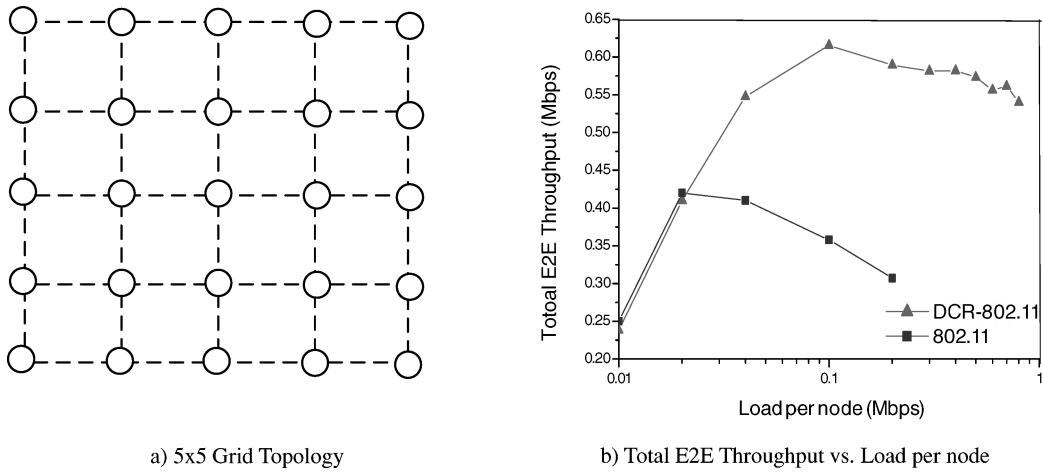 0.65
0.60
0.55
0.50
0.45
0.40
0.35
0.30
0.25
0.20
Totoal E2E Throughput (Mbps)
DCR-802.11
802.11
0.01
0.1
1
Load per node (Mbps)
a) 5x5 Grid Topology
b) Total E2E Throughput vs. Load per node